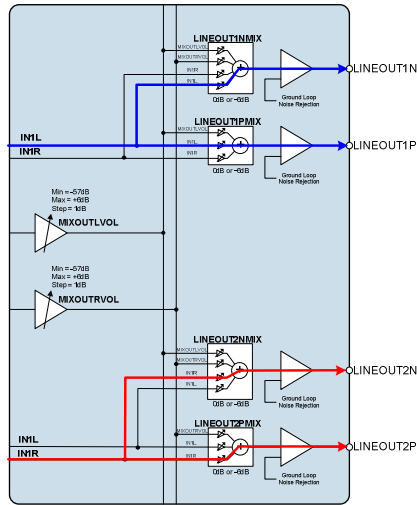 LINEOUT1NMIX
MIXOUTLVOL
MIXOUTRVOL
IN1R
IN1L
0dB or -6dB
Ground Loop
Noise Rejection
LINEOUT1N
LINEOUT1PMIX
MIXOUTLVOL
IN1L
IN1R
0dB or -6dB
Ground Loop
Noise Rejection
LINEOUT1P
IN1L
IN1R
Min = -57dB
Max = +6dB
Step = 1dB
MIXOUTLVOL
Min = -57dB
Max = +6dB
Step = 1dB
MIXOUTRVOL
LINEOUT2NMIX
MIXOUTLVOL
MIXOUTRVOL
IN1R
IN1L
0dB or -6dB
Ground Loop
Noise Rejection
LINEOUT2N
LINEOUT2PMIX
MIXOUTRVOL
IN1L
IN1R
0dB or -6dB
Ground Loop
Noise Rejection
LINEOUT2P
IN1L
IN1R